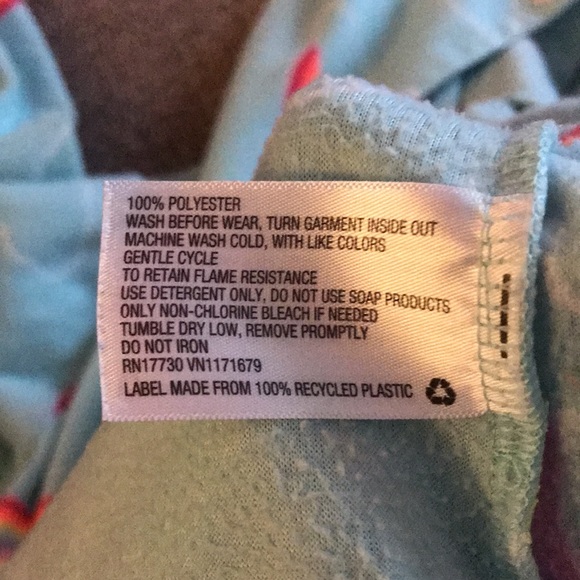 100% POLYESTER
WASH BEFORE WEAR, TURN GARMENT INSIDE OUT
MACHINE WASH COLD, WITH LIKE COLORS
GENTLE CYCLE
TO RETAIN FLAME RESISTANCE
USE DETERGENT ONLY, DO NOT USE SOAP PRODUCTS
ONLY NON-CHLORINE BLEACH IF NEEDED
TUMBLE DRY LOW, REMOVE PROMPTLY
DO NOT IRON
RN17730 VN1171679
LABEL MADE FROM 100% RECYCLED PLASTIC